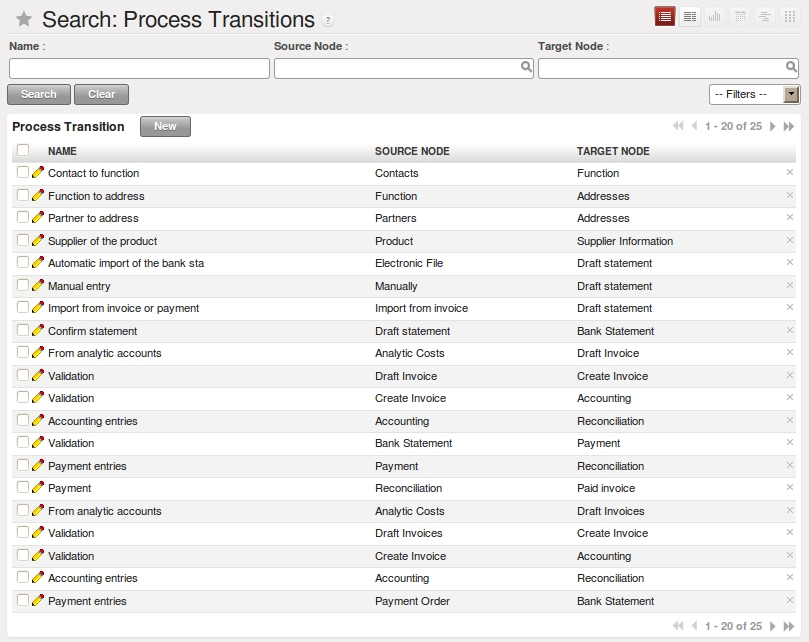 Search: Process Transitions ?
Name : Source Node : Target Node :
Search Clear -- Filters --
Process Transition New 1 - 20 of 25
NAME SOURCE NODE TARGET NODE
Contact to function Contacts Function
Function to address Function Addresses
Partner to address Partners Addresses
Supplier of the product Product Supplier Information
Automatic import of the bank sta Electronic File Draft statement
Manual entry Manually Draft statement
Import from invoice or payment Import from invoice Draft statement
Confirm statement Draft statement Bank Statement
From analytic accounts Analytic Costs Draft Invoice
Validation Draft Invoice Create Invoice
Validation Create Invoice Accounting
Accounting entries Accounting Reconciliation
Validation Bank Statement Payment
Payment entries Payment Reconciliation
Payment Reconciliation Paid invoice
From analytic accounts Analytic Costs Draft Invoices
Validation Draft Invoices Create Invoice
Validation Create Invoice Accounting
Accounting entries Accounting Reconciliation
Payment entries Payment Order Bank Statement
1 - 20 of 25